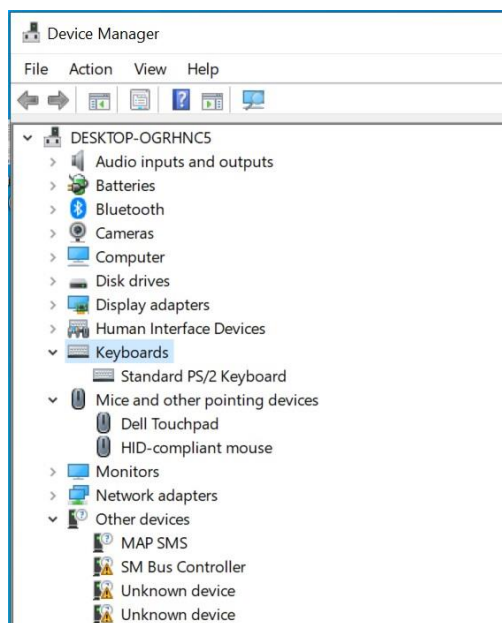 Device Manager
File Action View Help
DESKTOP-OGRHNC5
Audio inputs and outputs
Batteries
Bluetooth
Cameras
Computer
Disk drives
Display adapters
Human Interface Devices
Keyboards
Standard PS/2 Keyboard
Mice and other pointing devices
Dell Touchpad
HID-compliant mouse
Monitors
Network adapters
Other devices
MAP SMS
SM Bus Controller
Unknown device
Unknown device